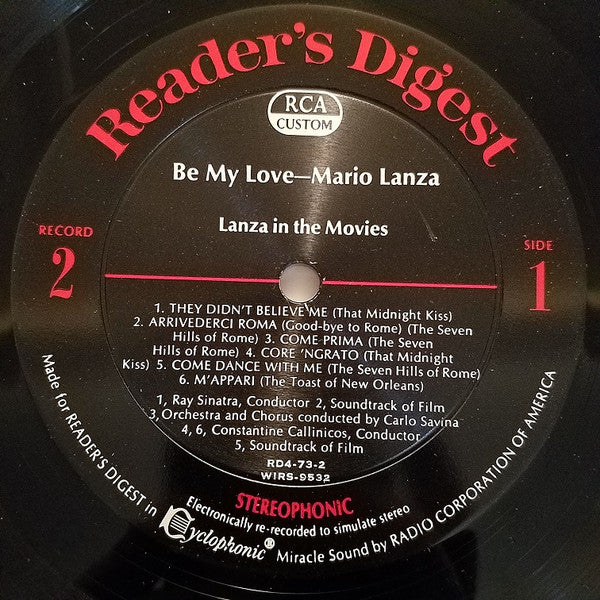 Reader's Digest
RCA
CUSTOM
Be My Love—Mario Lanza
Lanza in the Movies
RECORD
2
SIDE
1
1. THEY DIDN'T BELIEVE ME (That Midnight Kiss)
2. ARRIVEDERCI ROMA (Good-bye to Rome) (The Seven
Hills of Rome) 3. COME PRIMA (The Seven
Hills of Rome) 4. CORE 'NGRATO (That Midnight
Kiss) 5. COME DANCE WITH ME (The Seven Hills of Rome)
6. M'APPARI (The Toast of New Orleans)
1, Ray Sinatra, Conductor 2, Soundtrack of Film
3, Orchestra and Chorus conducted by Carlo Savina
4, 6, Constantine Callinicos, Conductor
5, Soundtrack of Film
RD4-73-2
W1RS-9532
STEREOPHONIC
Electronically re-recorded to simulate stereo
Made for READER'S DIGEST in Cyclophonic® Miracle Sound by RADIO CORPORATION OF AMERICA